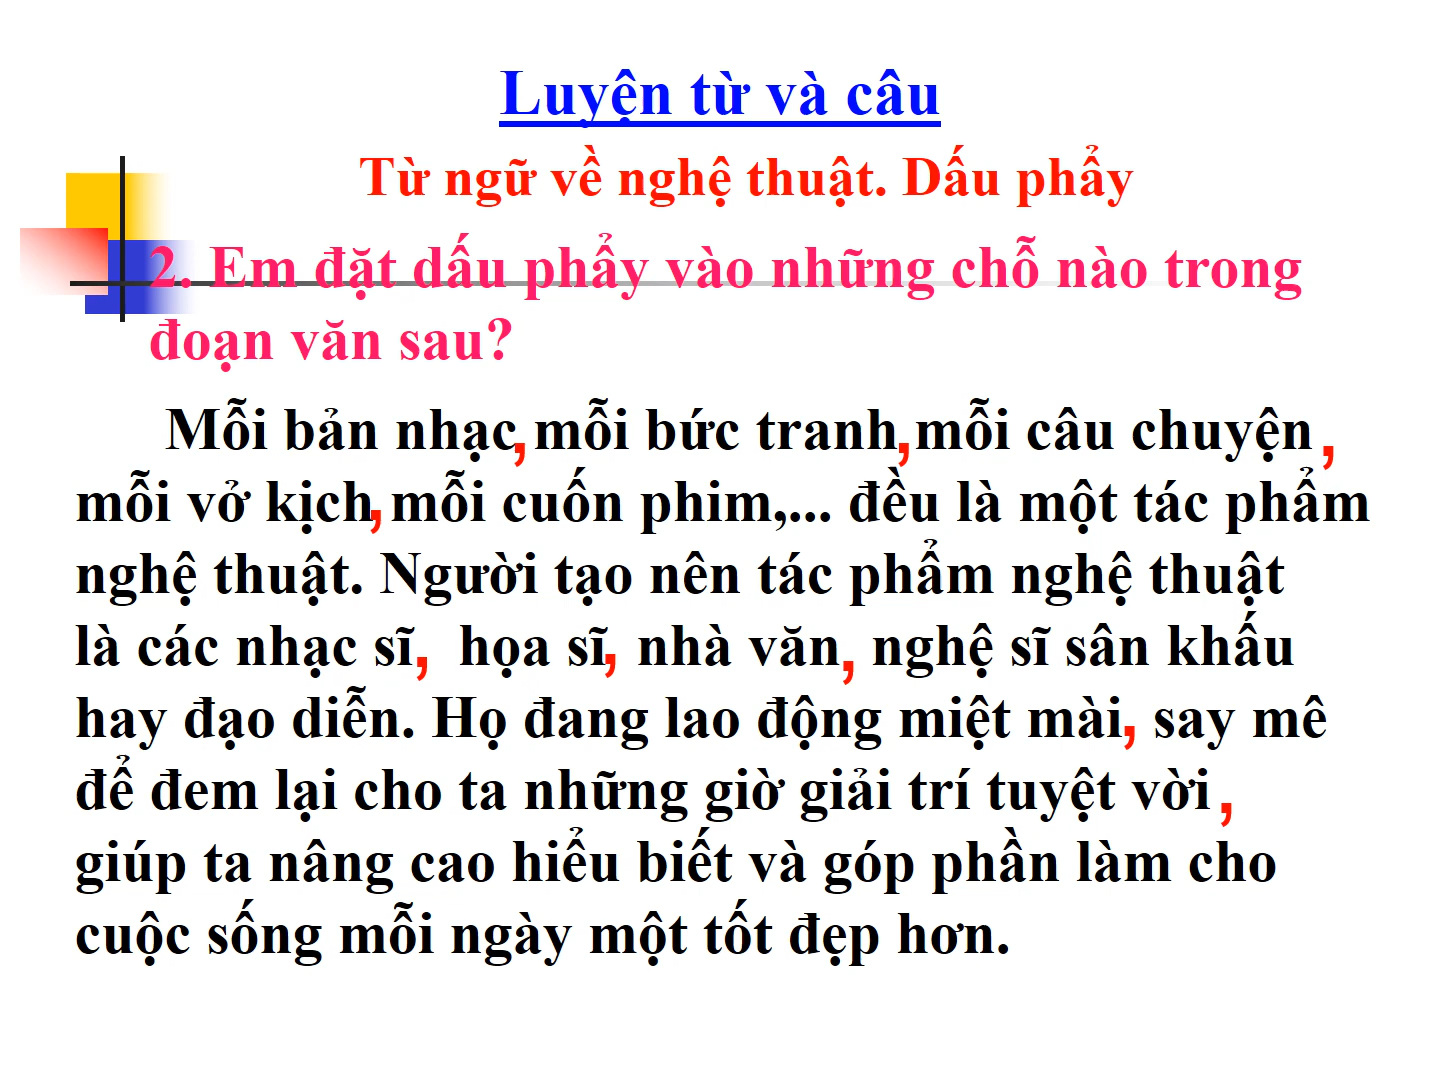 Luyện từ và câu
Từ ngữ về nghệ thuật. Dấu phẩy
2. Em đặt dấu phẩy vào những chỗ nào trong
đoạn văn sau?
Mỗi bản nhạc, mỗi bức tranh, mỗi câu chuyện,
mỗi vở kịch, mỗi cuốn phim,... đều là một tác phẩm
nghệ thuật. Người tạo nên tác phẩm nghệ thuật
là các nhạc sĩ, họa sĩ, nhà văn, nghệ sĩ sân khấu
hay đạo diễn. Họ đang lao động miệt mài, say mê
để đem lại cho ta những giờ giải trí tuyệt vời,
giúp ta nâng cao hiểu biết và góp phần làm cho
cuộc sống mỗi ngày một tốt đẹp hơn.